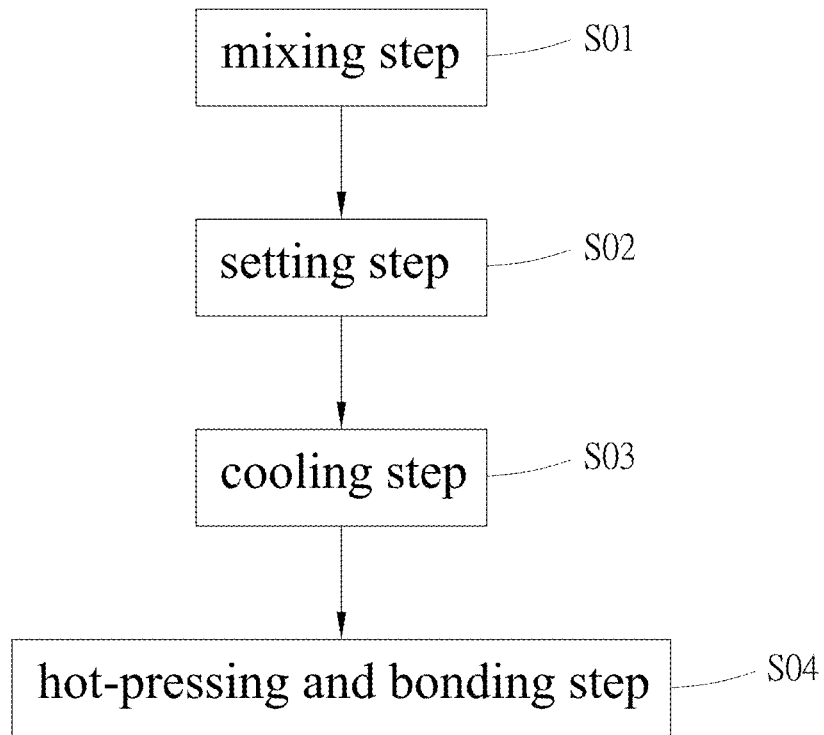 mixing step
S01
setting step
S02
cooling step
S03
hot-pressing and bonding step
S04